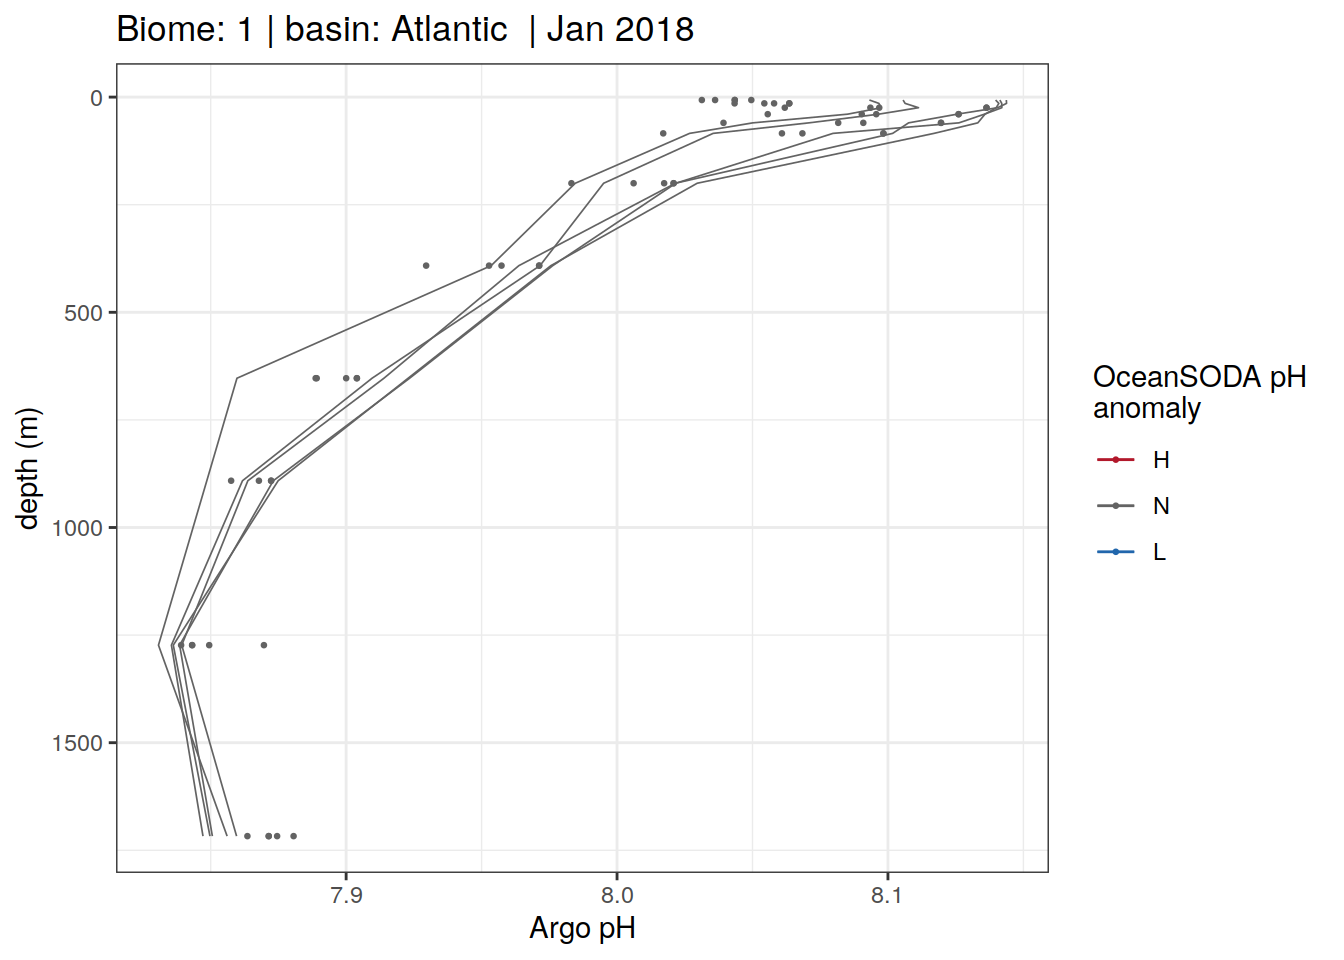 Biome: 1 | basin: Atlantic  | Jan 2018
0
500
1000
1500
depth (m)
7.9
8.0
8.1
Argo pH
OceanSODA pH
anomaly
H
N
L